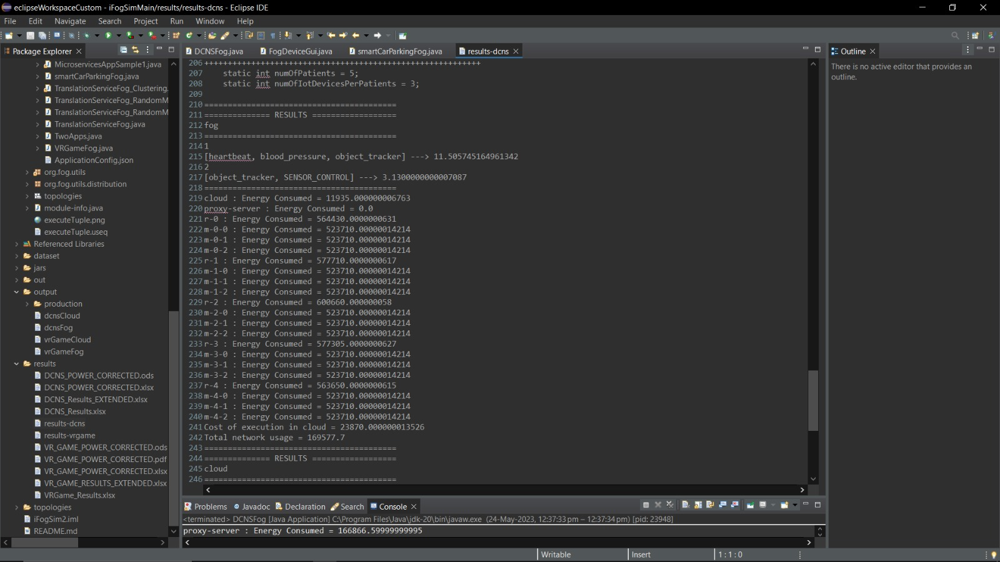 eclipseWorkspaceCustom - iFogSimMain/results/results-dcns - Eclipse IDE
File Edit Navigate Search Project Run Window Help
Package Explorer
DCNSFog.java FogDeviceGui.java smartCarParkingFog.java results-dcns
Outline
MicroservicesAppSample1.java
smartCarParkingFog.java
TranslationServiceFog_Clustering.
TranslationServiceFog_RandomM
TranslationServiceFog_RandomM
TranslationServiceFog.java
TwoApps.java
VRGameFog.java
ApplicationConfig.json
org.fog.utils
org.fog.utils.distribution
topologies
module-info.java
executeTuple.png
executeTuple.useq
Referenced Libraries
dataset
jars
out
output
production
dcnsCloud
dcnsFog
vrGameCloud
vrGameFog
results
DCNS_POWER_CORRECTED.ods
DCNS_POWER_CORRECTED.xlsx
DCNS_Results_EXTENDED.xlsx
DCNS_Results.xlsx
results-dcns
results-vrgame
VR_GAME_POWER_CORRECTED.ods
VR_GAME_POWER_CORRECTED.pdf
VR_GAME_POWER_CORRECTED.xlsx
VR_GAME_RESULTS_EXTENDED.xlsx
VRGame_Results.xlsx
topologies
iFogSim2.iml
README.md
206 +++++++++++++++++++++++++++++++++++++++++++++++++++++++++++
207 static int numOfPatients = 5;
208 static int numOfIotDevicesPerPatients = 3;
209
210 =========================================
211 ============== RESULTS ==================
212 fog
213 =========================================
214 1
215 [heartbeat, blood_pressure, object_tracker] ---> 11.505745164961342
216 2
217 [object_tracker, SENSOR_CONTROL] ---> 3.1300000000007087
218 =========================================
219 cloud : Energy Consumed = 11935.000000006763
220 proxy-server : Energy Consumed = 0.0
221 r-0 : Energy Consumed = 564430.0000000631
222 m-0-0 : Energy Consumed = 523710.00000014214
223 m-0-1 : Energy Consumed = 523710.00000014214
224 m-0-2 : Energy Consumed = 523710.00000014214
225 r-1 : Energy Consumed = 577710.0000000617
226 m-1-0 : Energy Consumed = 523710.00000014214
227 m-1-1 : Energy Consumed = 523710.00000014214
228 m-1-2 : Energy Consumed = 523710.00000014214
229 r-2 : Energy Consumed = 600660.000000058
230 m-2-0 : Energy Consumed = 523710.00000014214
231 m-2-1 : Energy Consumed = 523710.00000014214
232 m-2-2 : Energy Consumed = 523710.00000014214
233 r-3 : Energy Consumed = 577305.0000000627
234 m-3-0 : Energy Consumed = 523710.00000014214
235 m-3-1 : Energy Consumed = 523710.00000014214
236 m-3-2 : Energy Consumed = 523710.00000014214
237 r-4 : Energy Consumed = 563650.0000000615
238 m-4-0 : Energy Consumed = 523710.00000014214
239 m-4-1 : Energy Consumed = 523710.00000014214
240 m-4-2 : Energy Consumed = 523710.00000014214
241 Cost of execution in cloud = 23870.000000013526
242 Total network usage = 169577.7
243 =========================================
244 ============== RESULTS ==================
245 cloud
246 =========================================
There is no active editor that provides an
outline.
Problems Javadoc Declaration Search Console
<terminated> DCNSFog [Java Application] C:\Program Files\Java\jdk-20\bin\javaw.exe (24-May-2023, 12:37:33 pm – 12:37:34 pm) [pid: 23948]
proxy-server : Energy Consumed = 166866.59999999995
Writable Insert 1 : 1 : 0